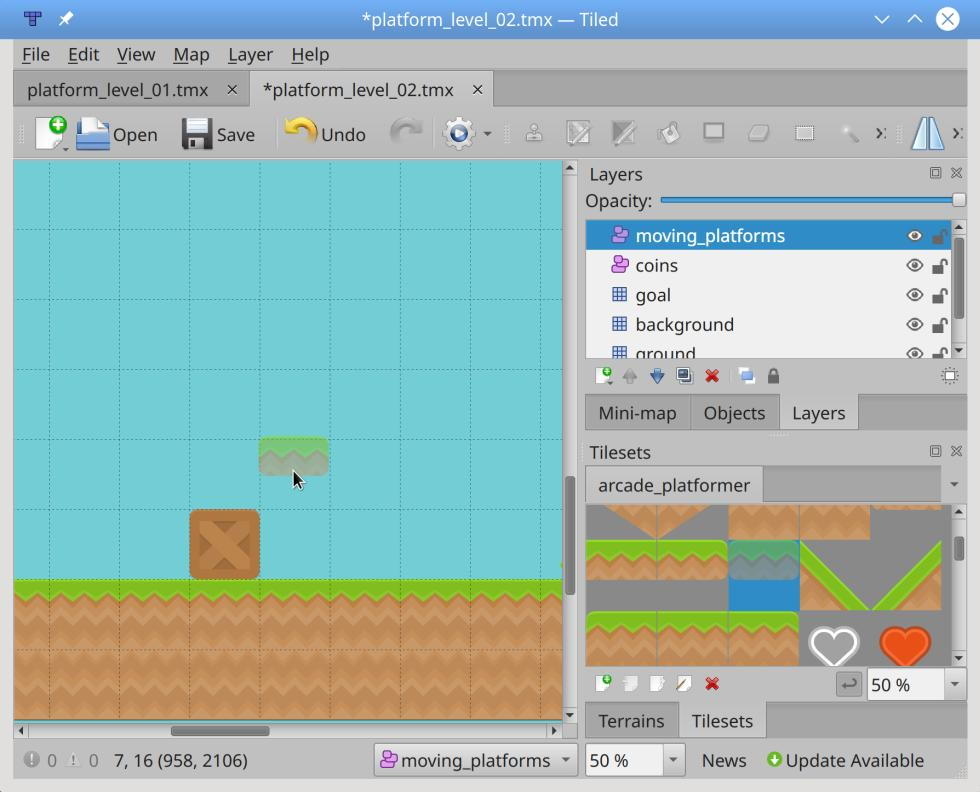 *platform_level_02.tmx — Tiled
File Edit View Map Layer Help
platform_level_01.tmx *platform_level_02.tmx
Open Save Undo
Layers
Opacity:
moving_platforms
coins
goal
background
ground
Mini-map Objects Layers
Tilesets
arcade_platformer
50 %
Terrains Tilesets
0 0 7, 16 (958, 2106) moving_platforms 50 % News Update Available